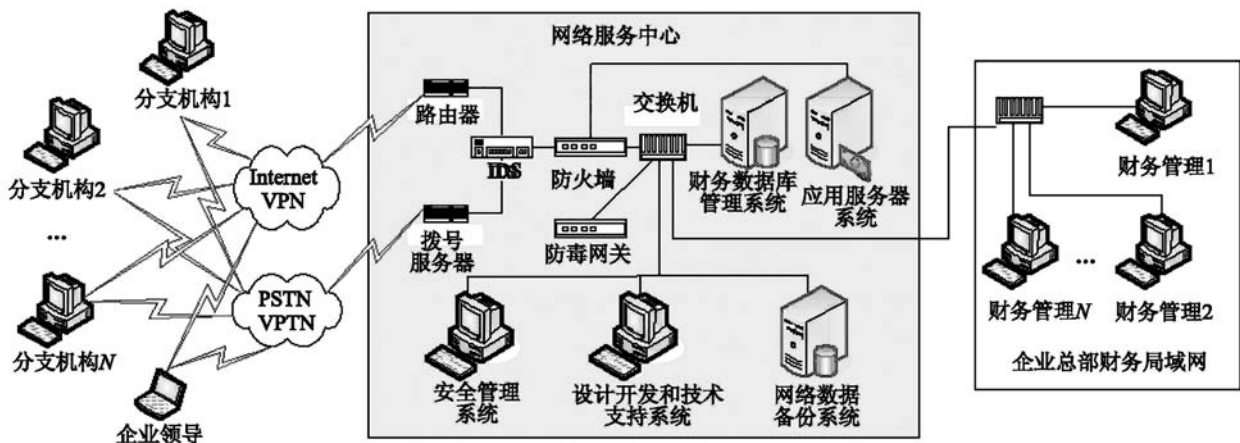 网络服务中心
分支机构1
分支机构2
...
分支机构N
企业领导
Internet
VPN
PSTN
VPTN
路由器
IDS
拨号
服务器
防火墙
交换机
防毒网关
财务数据库
管理系统
应用服务器
系统
安全管理
系统
设计开发和技术
支持系统
网络数据
备份系统
财务管理1
财务管理N
...
财务管理2
企业总部财务局域网